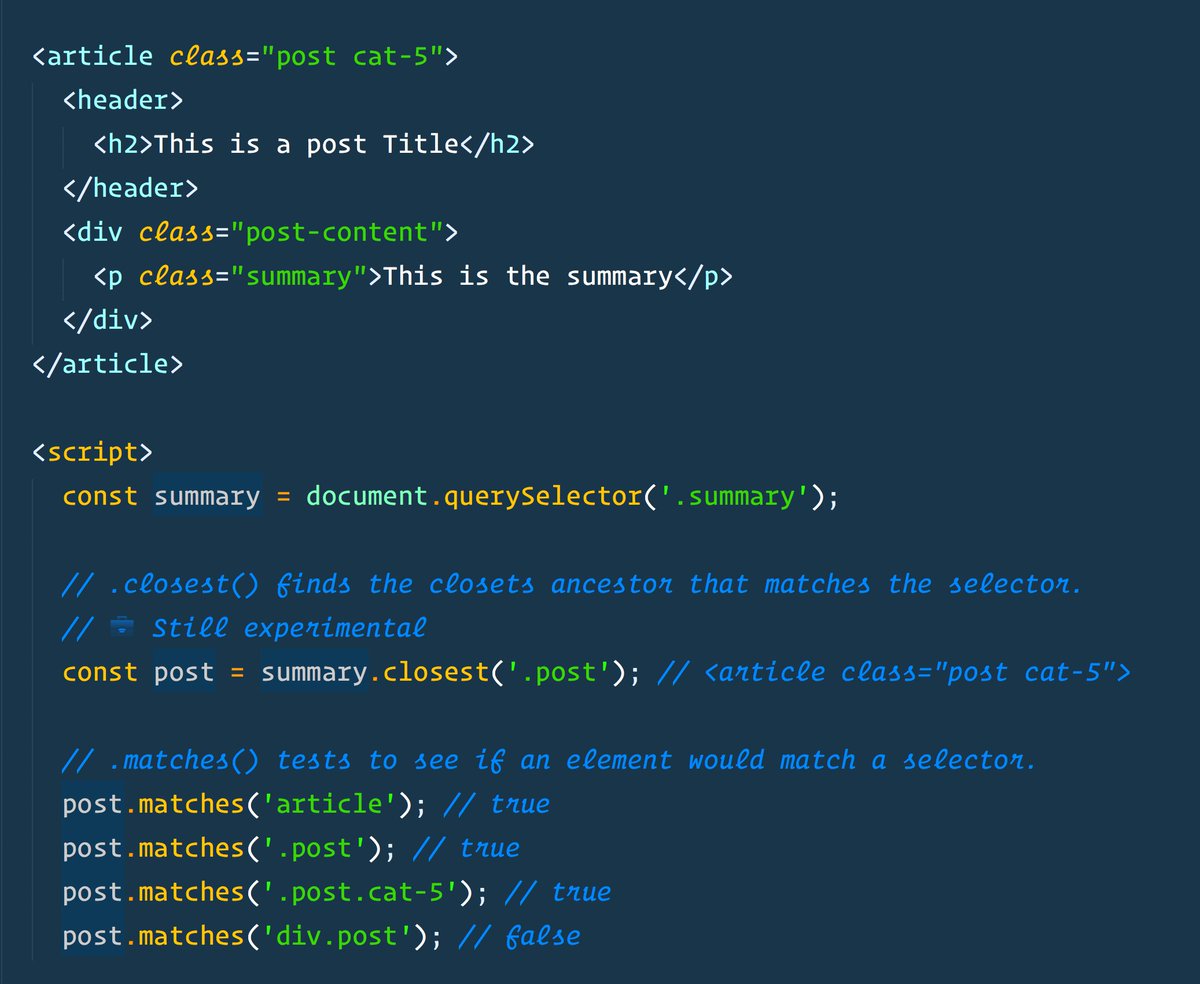 <article class="post cat-5">
<header>
<h2>This is a post Title</h2>
</header>
<div class="post-content">
<p class="summary">This is the summary</p>
</div>
</article>
<script>
const summary = document.querySelector('.summary');
// .closest() finds the closets ancestor that matches the selector.
// 💼 Still experimental
const post = summary.closest('.post'); // <article class="post cat-5">
// .matches() tests to see if an element would match a selector.
post.matches('article'); // true
post.matches('.post'); // true
post.matches('.post.cat-5'); // true
post.matches('div.post'); // false